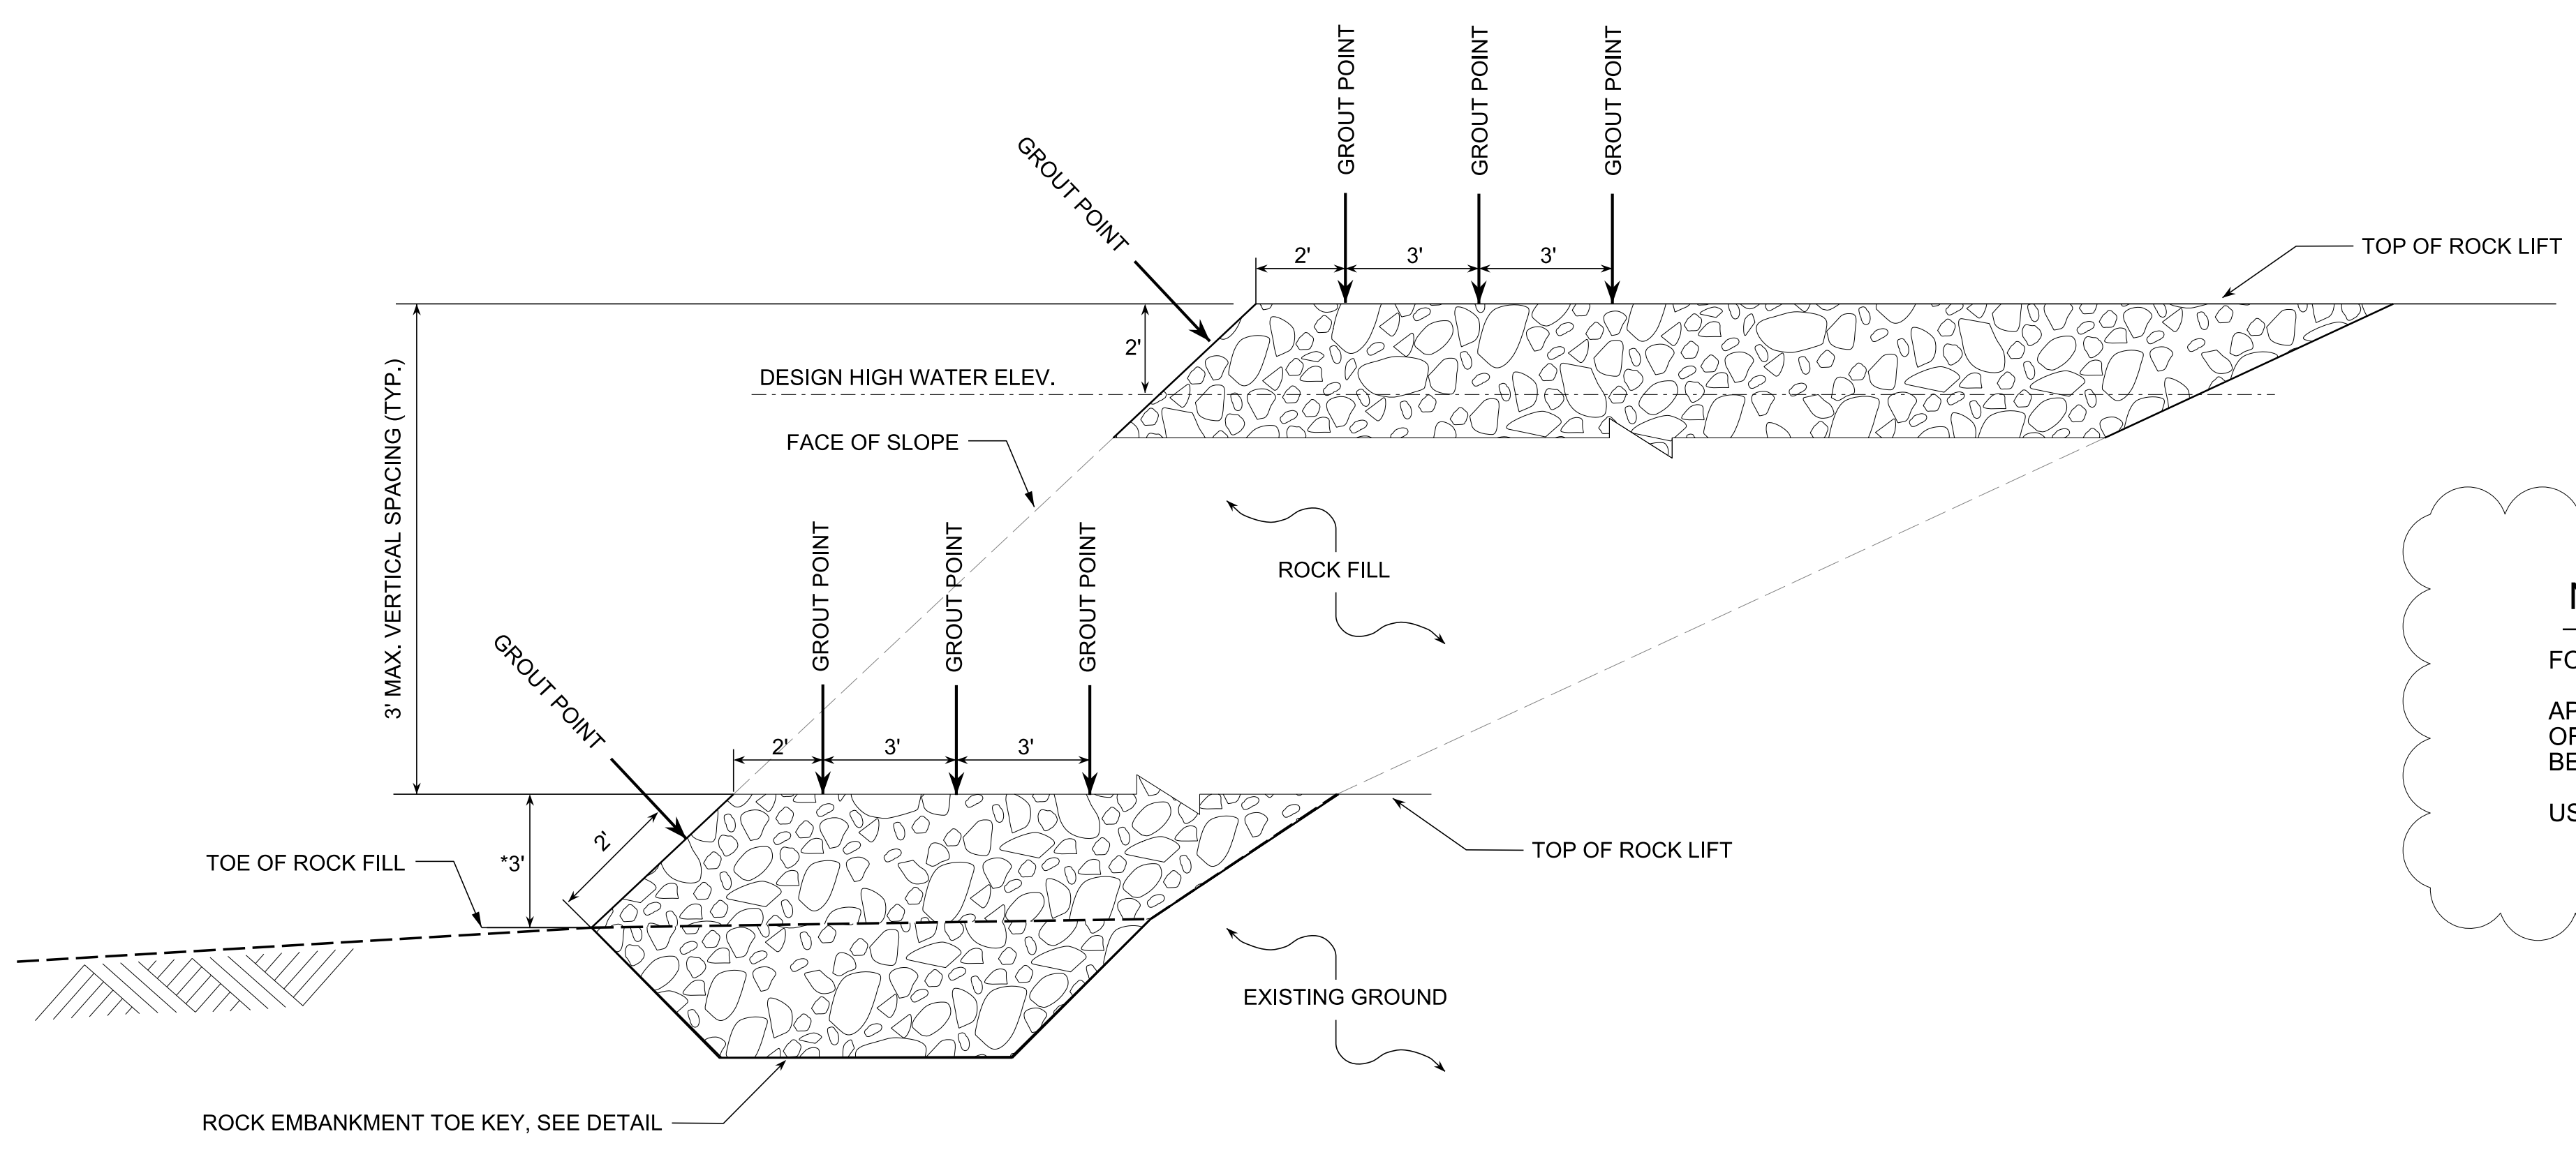 GROUT POINT
GROUT POINT
GROUT POINT
GROUT POINT
TOP OF ROCK LIFT
2'
3'
3'
2'
DESIGN HIGH WATER ELEV.
FACE OF SLOPE
3' MAX. VERTICAL SPACING (TYP.)
ROCK FILL
GROUT POINT
GROUT POINT
GROUT POINT
GROUT POINT
2'
3'
3'
2'
*3'
TOE OF ROCK FILL
TOP OF ROCK LIFT
EXISTING GROUND
ROCK EMBANKMENT TOE KEY, SEE DETAIL